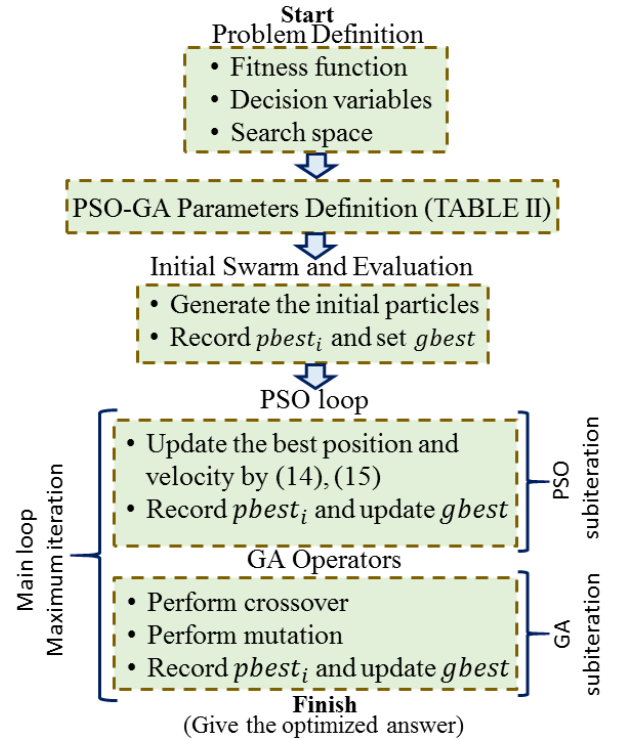 Start
Problem Definition
• Fitness function
• Decision variables
• Search space
PSO-GA Parameters Definition (TABLE II)
Initial Swarm and Evaluation
• Generate the initial particles
• Record pbest_i and set gbest
PSO loop
• Update the best position and
velocity by (14), (15)
• Record pbest_i and update gbest
PSO
subiteration
Main loop
Maximum iteration
GA Operators
• Perform crossover
• Perform mutation
• Record pbest_i and update gbest
GA
subiteration
Finish
(Give the optimized answer)